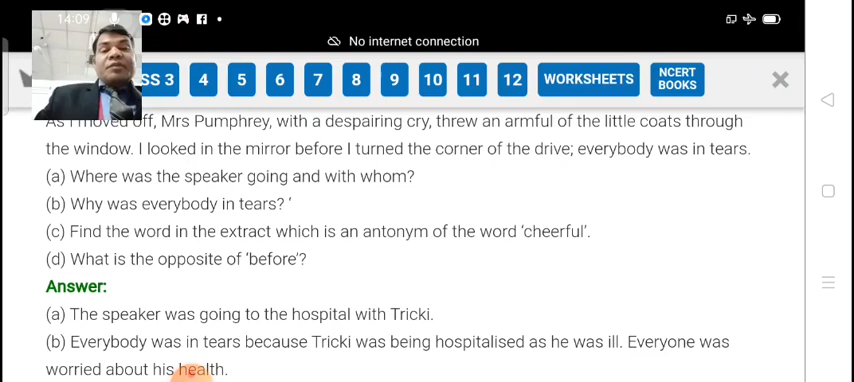 14:09
No internet connection
SS 3 4 5 6 7 8 9 10 11 12 WORKSHEETS NCERT BOOKS
As I moved off, Mrs Pumphrey, with a despairing cry, threw an armful of the little coats through
the window. I looked in the mirror before I turned the corner of the drive; everybody was in tears.
(a) Where was the speaker going and with whom?
(b) Why was everybody in tears? ’
(c) Find the word in the extract which is an antonym of the word ‘cheerful’.
(d) What is the opposite of ‘before’?
Answer:
(a) The speaker was going to the hospital with Tricki.
(b) Everybody was in tears because Tricki was being hospitalised as he was ill. Everyone was
worried about his health.